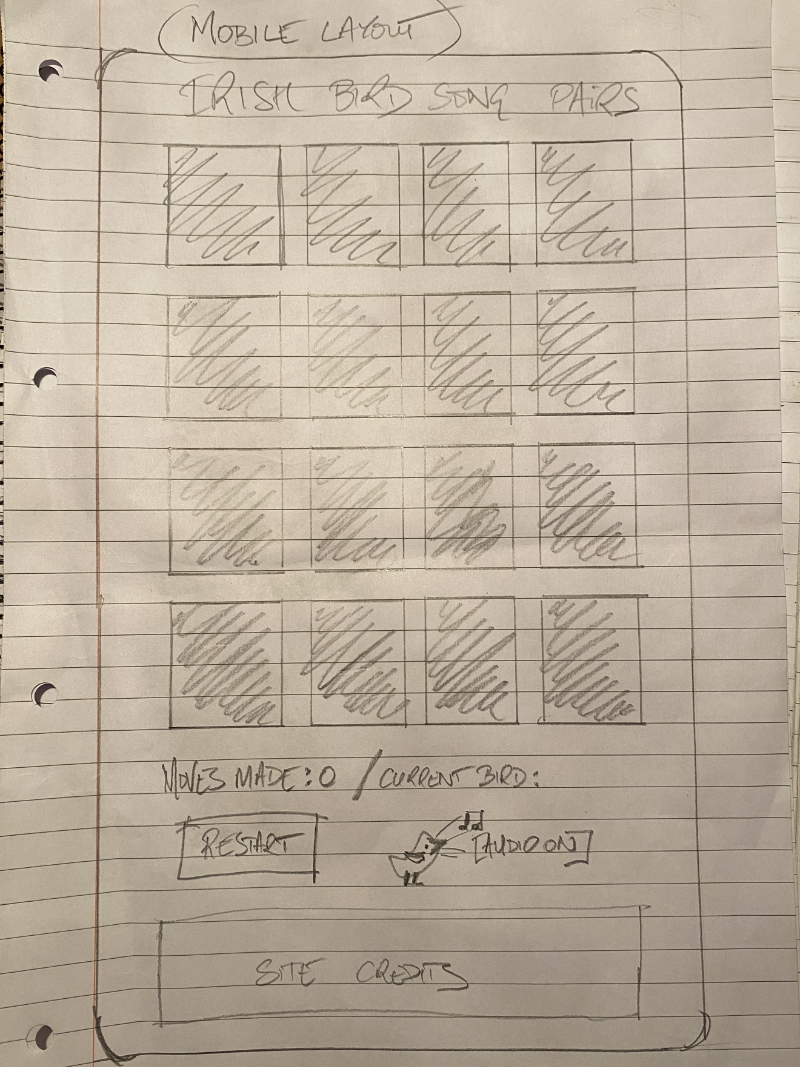 (MOBILE LAYOUT)
IRISH BIRD SONG PAIRS
MOVES MADE: 0 / CURRENT BIRD:
RESTART
[AUDIO ON]
SITE CREDITS